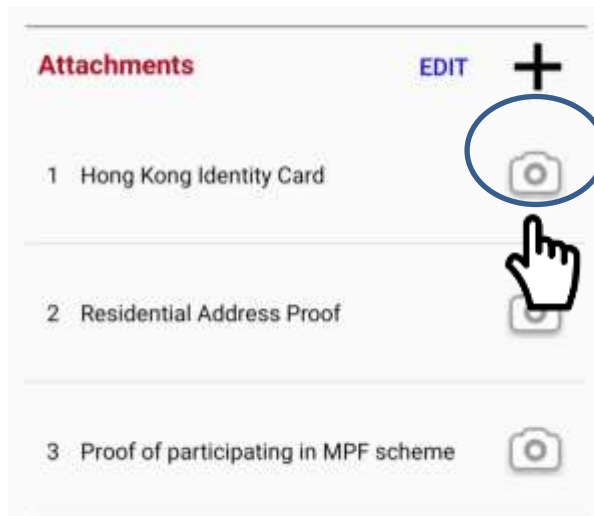 Attachments EDIT
1 Hong Kong Identity Card
2 Residential Address Proof
3 Proof of participating in MPF scheme